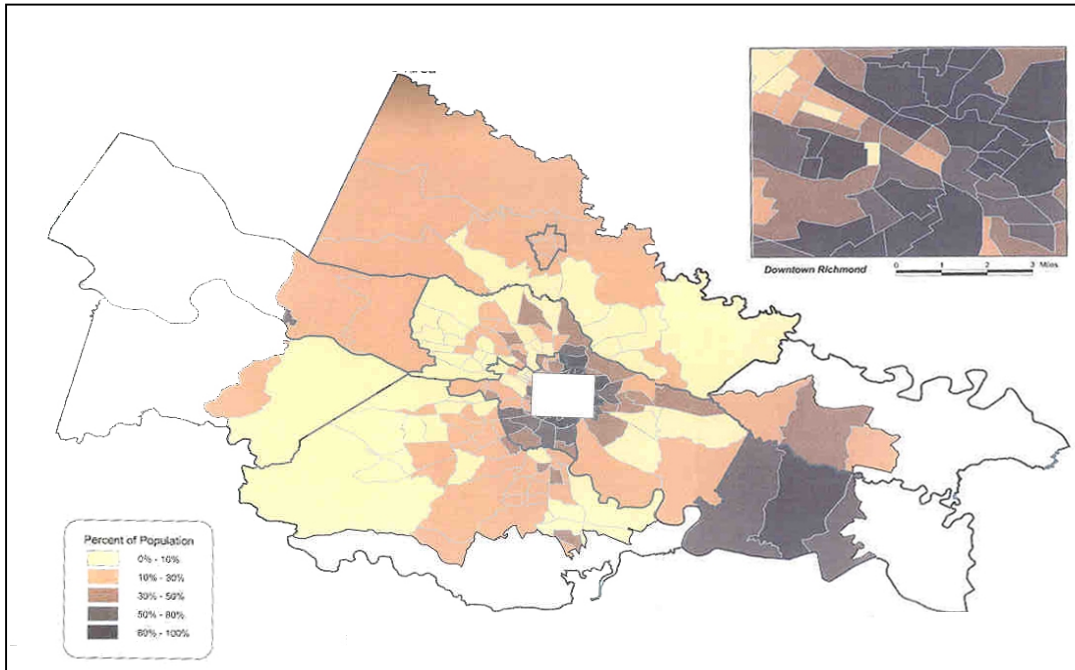 Downtown Richmond
0 1 2 3 Miles
Percent of Population
0% - 10%
10% - 30%
30% - 50%
50% - 80%
80% - 100%